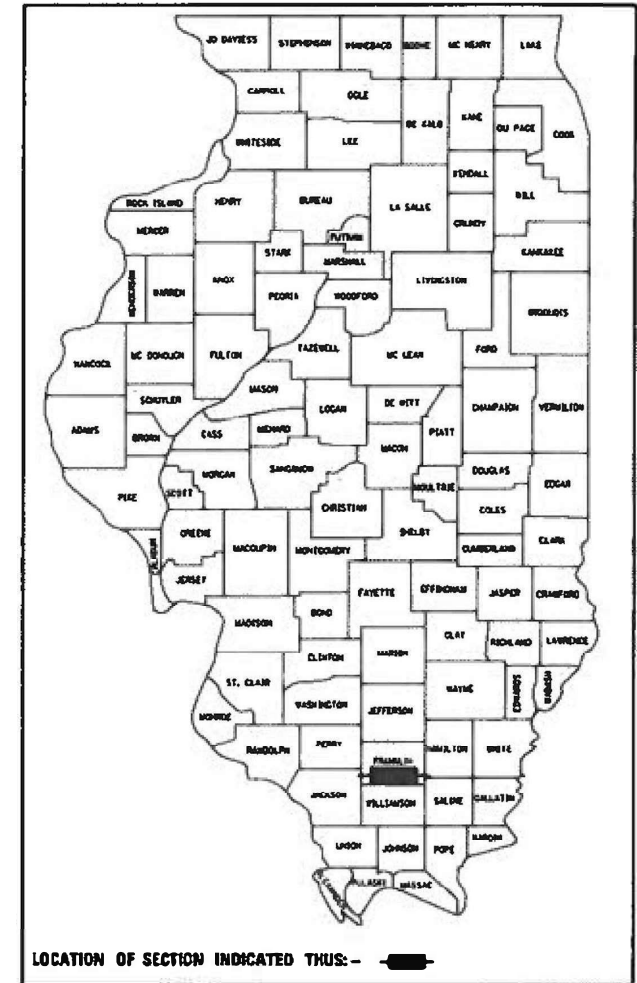 JO DAVIESS STEPHENSON WINNEBAGO BOONE MC HENRY LAKE
CARROLL OGLE DE KALB KANE DU PAGE COOK
WHITESIDE LEE
KENDALL
ROCK ISLAND HENRY BUREAU LA SALLE WILL
MERCER PUTNAM GRUNDY
STARK MARSHALL KANKAKEE
HENDERSON WARREN KNOX PEORIA WOODFORD LIVINGSTON
IROQUOIS
HANCOCK MC DONOUGH FULTON TAZEWELL MC LEAN FORD
MASON
SCHUYLER LOGAN DE WITT CHAMPAIGN VERMILION
ADAMS BROWN CASS MENARD PIATT
MACON
PIKE SCOTT MORGAN SANGAMON MOULTRIE DOUGLAS EDGAR
CHRISTIAN COLES
CALHOUN GREENE MACOUPIN MONTGOMERY SHELBY CUMBERLAND CLARK
JERSEY
FAYETTE EFFINGHAM JASPER CRAWFORD
MADISON BOND
CLAY RICHLAND LAWRENCE
CLINTON MARION
ST. CLAIR WAYNE EDWARDS WABASH
WASHINGTON JEFFERSON
MONROE
RANDOLPH PERRY FRANKLIN HAMILTON WHITE
JACKSON WILLIAMSON SALINE GALLATIN
UNION JOHNSON POPE HARDIN
ALEXANDER PULASKI MASSAC
LOCATION OF SECTION INDICATED THUS:-